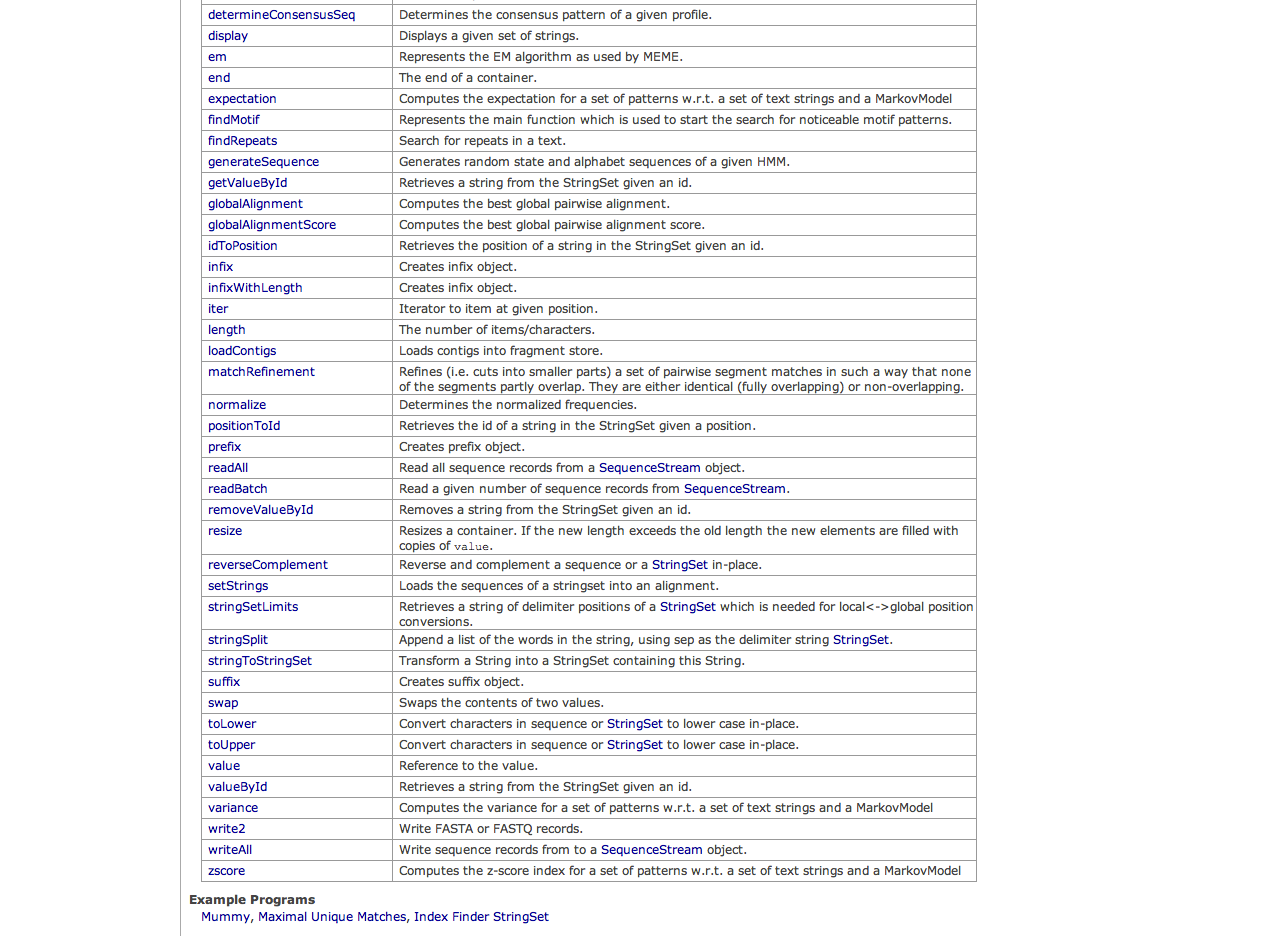 determineConsensusSeq Determines the consensus pattern of a given profile.
display Displays a given set of strings.
em Represents the EM algorithm as used by MEME.
end The end of a container.
expectation Computes the expectation for a set of patterns w.r.t. a set of text strings and a MarkovModel
findMotif Represents the main function which is used to start the search for noticeable motif patterns.
findRepeats Search for repeats in a text.
generateSequence Generates random state and alphabet sequences of a given HMM.
getValueById Retrieves a string from the StringSet given an id.
globalAlignment Computes the best global pairwise alignment.
globalAlignmentScore Computes the best global pairwise alignment score.
idToPosition Retrieves the position of a string in the StringSet given an id.
infix Creates infix object.
infixWithLength Creates infix object.
iter Iterator to item at given position.
length The number of items/characters.
loadContigs Loads contigs into fragment store.
matchRefinement Refines (i.e. cuts into smaller parts) a set of pairwise segment matches in such a way that none
of the segments partly overlap. They are either identical (fully overlapping) or non-overlapping.
normalize Determines the normalized frequencies.
positionToId Retrieves the id of a string in the StringSet given a position.
prefix Creates prefix object.
readAll Read all sequence records from a SequenceStream object.
readBatch Read a given number of sequence records from SequenceStream.
removeValueById Removes a string from the StringSet given an id.
resize Resizes a container. If the new length exceeds the old length the new elements are filled with
copies of value.
reverseComplement Reverse and complement a sequence or a StringSet in-place.
setStrings Loads the sequences of a stringset into an alignment.
stringSetLimits Retrieves a string of delimiter positions of a StringSet which is needed for local<->global position
conversions.
stringSplit Append a list of the words in the string, using sep as the delimiter string StringSet.
stringToStringSet Transform a String into a StringSet containing this String.
suffix Creates suffix object.
swap Swaps the contents of two values.
toLower Convert characters in sequence or StringSet to lower case in-place.
toUpper Convert characters in sequence or StringSet to lower case in-place.
value Reference to the value.
valueById Retrieves a string from the StringSet given an id.
variance Computes the variance for a set of patterns w.r.t. a set of text strings and a MarkovModel
write2 Write FASTA or FASTQ records.
writeAll Write sequence records from to a SequenceStream object.
zscore Computes the z-score index for a set of patterns w.r.t. a set of text strings and a MarkovModel
Example Programs
Mummy, Maximal Unique Matches, Index Finder StringSet